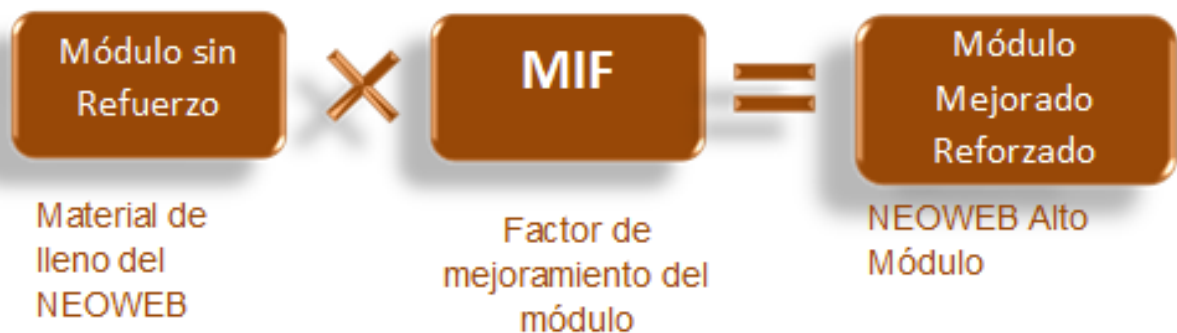 Módulo sin
Refuerzo
MIF
Módulo
Mejorado
Reforzado
Material de
lleno del
NEOWEB
Factor de
mejoramiento del
módulo
NEOWEB Alto
Módulo